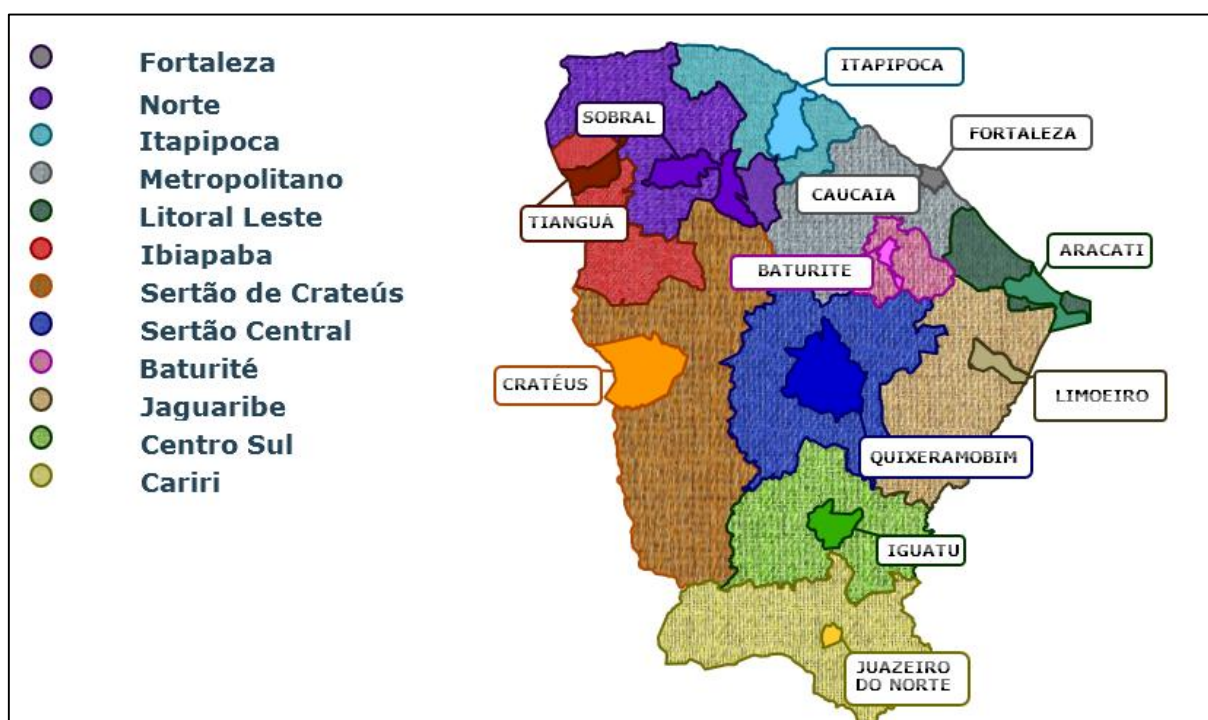 Fortaleza
Norte
Itapipoca
Metropolitano
Litoral Leste
Ibiapaba
Sertão de Crateús
Sertão Central
Baturité
Jaguaribe
Centro Sul
Cariri
ITAPIPOCA
SOBRAL
FORTALEZA
CAUCAIA
TIANGUÁ
ARACATI
BATURITE
CRATÉUS
LIMOEIRO
QUIXERAMOBIM
IGUATU
JUAZEIRO
DO NORTE